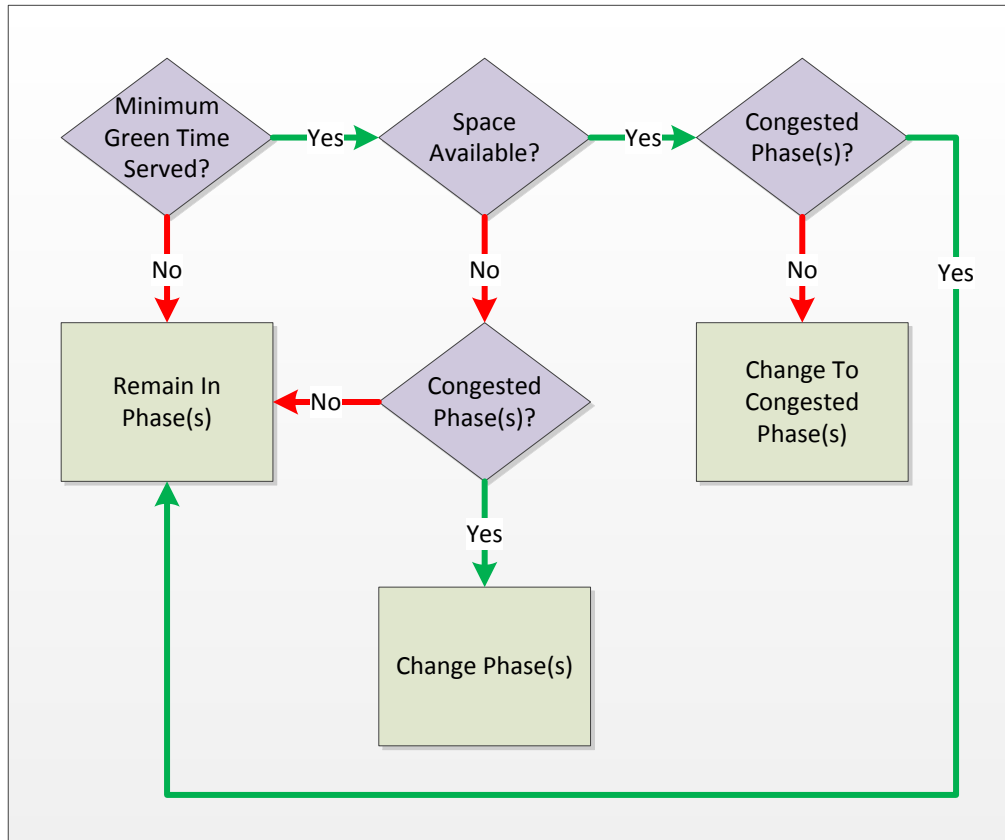 Minimum
Green Time
Served?
Yes
Space
Available?
Yes
Congested
Phase(s)?
No
No
No
Yes
Remain In
Phase(s)
No
Congested
Phase(s)?
Change To
Congested
Phase(s)
Yes
Change Phase(s)